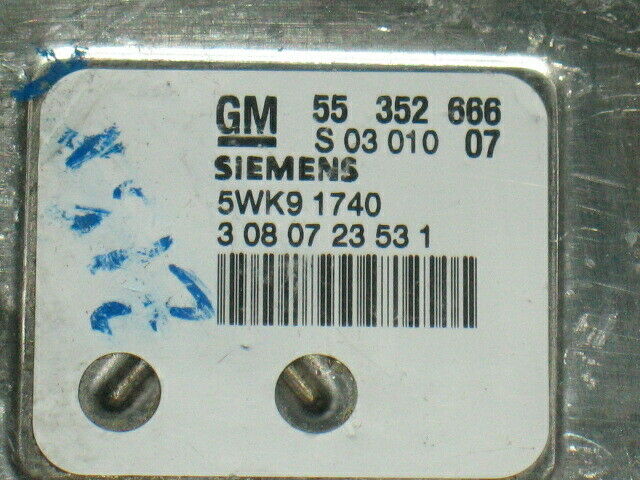 GM 55 352 666
S 03 010 07
SIEMENS
5WK9 1740
3 08 07 23 53 1